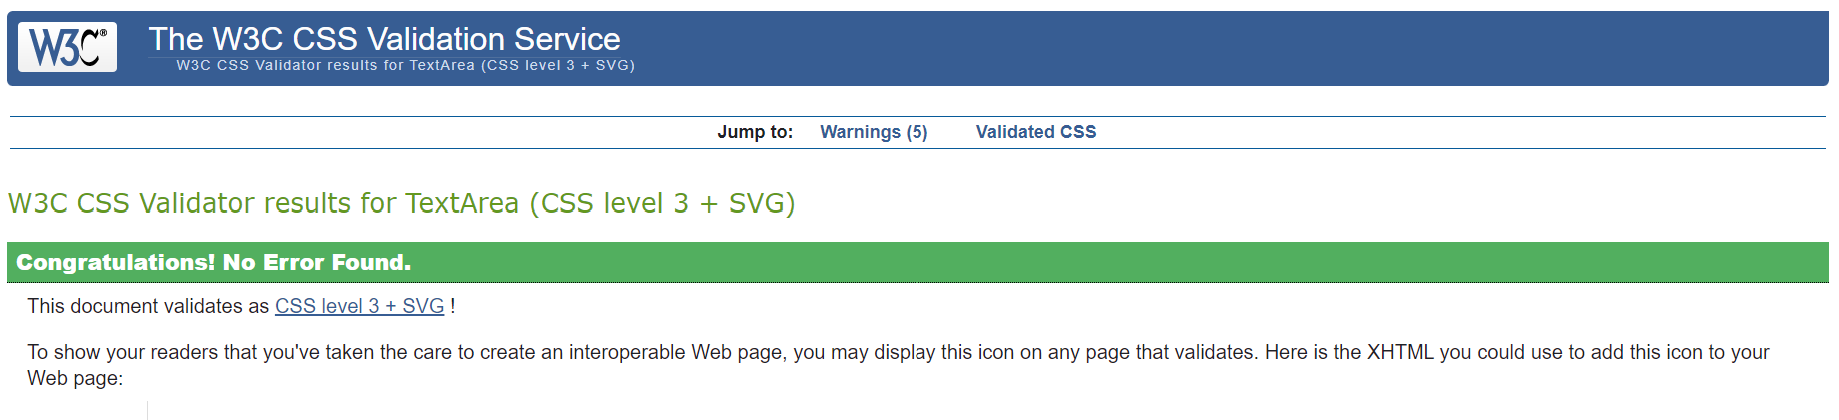 W3C®
The W3C CSS Validation Service
W3C CSS Validator results for TextArea (CSS level 3 + SVG)
Jump to: Warnings (5) Validated CSS
W3C CSS Validator results for TextArea (CSS level 3 + SVG)
Congratulations! No Error Found.
This document validates as CSS level 3 + SVG !
To show your readers that you've taken the care to create an interoperable Web page, you may display this icon on any page that validates. Here is the XHTML you could use to add this icon to your
Web page: